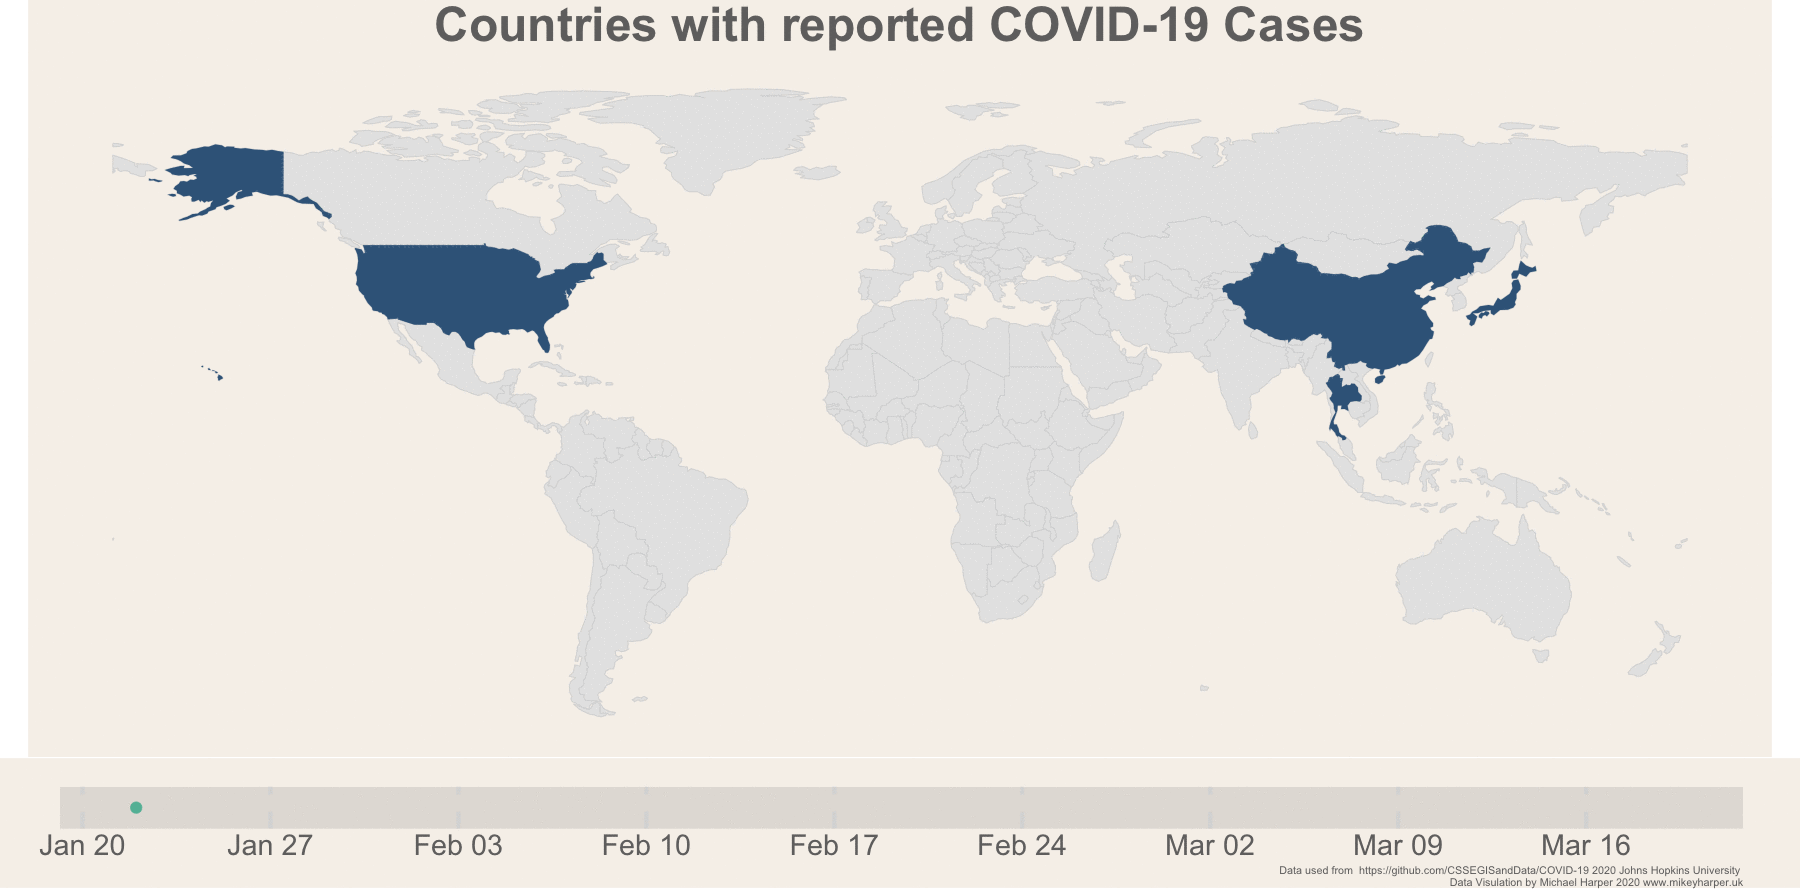 Countries with reported COVID-19 Cases
Jan 20 Jan 27 Feb 03 Feb 10 Feb 17 Feb 24 Mar 02 Mar 09 Mar 16
Data used from https://github.com/CSSEGISandData/COVID-19 2020 Johns Hopkins University
Data Visulation by Michael Harper 2020 www.mikeyharper.uk